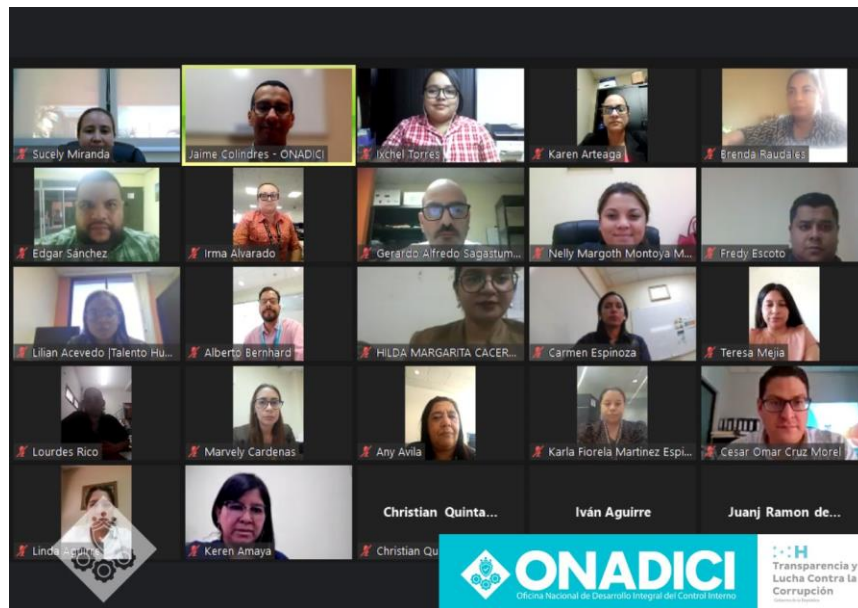 Sucely Miranda
Jaime Colindres - ONADICI
Ixchel Torres
Karen Arteaga
Brenda Raudales
Edgar Sánchez
Irma Alvarado
Gerardo Alfredo Sagastum...
Nelly Margoth Montoya M...
Fredy Escoto
Lilian Acevedo |Talento Hu...
Alberto Bernhard
HILDA MARGARITA CACER...
Carmen Espinoza
Teresa Mejia
Lourdes Rico
Marvely Cardenas
Any Avila
Karla Fiorela Martinez Espi...
Cesar Omar Cruz Morel
Linda Aguirre
Keren Amaya
Christian Quinta...
Christian Qu
Iván Aguirre
Juanj Ramon de...
ONADICI
Oficina Nacional de Desarrollo Integral del Control Interno
H
Transparencia y
Lucha Contra la
Corrupción